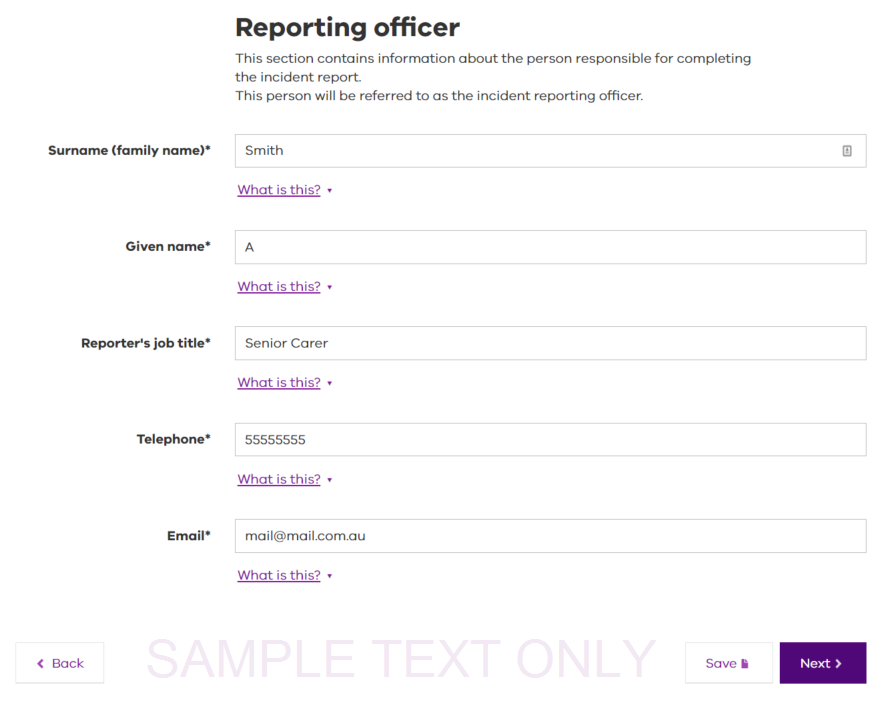 Reporting officer
This section contains information about the person responsible for completing
the incident report.
This person will be referred to as the incident reporting officer.
Surname (family name)* Smith
What is this?
Given name* A
What is this?
Reporter's job title* Senior Carer
What is this?
Telephone* 55555555
What is this?
Email* mail@mail.com.au
What is this?
Back SAMPLE TEXT ONLY Save Next